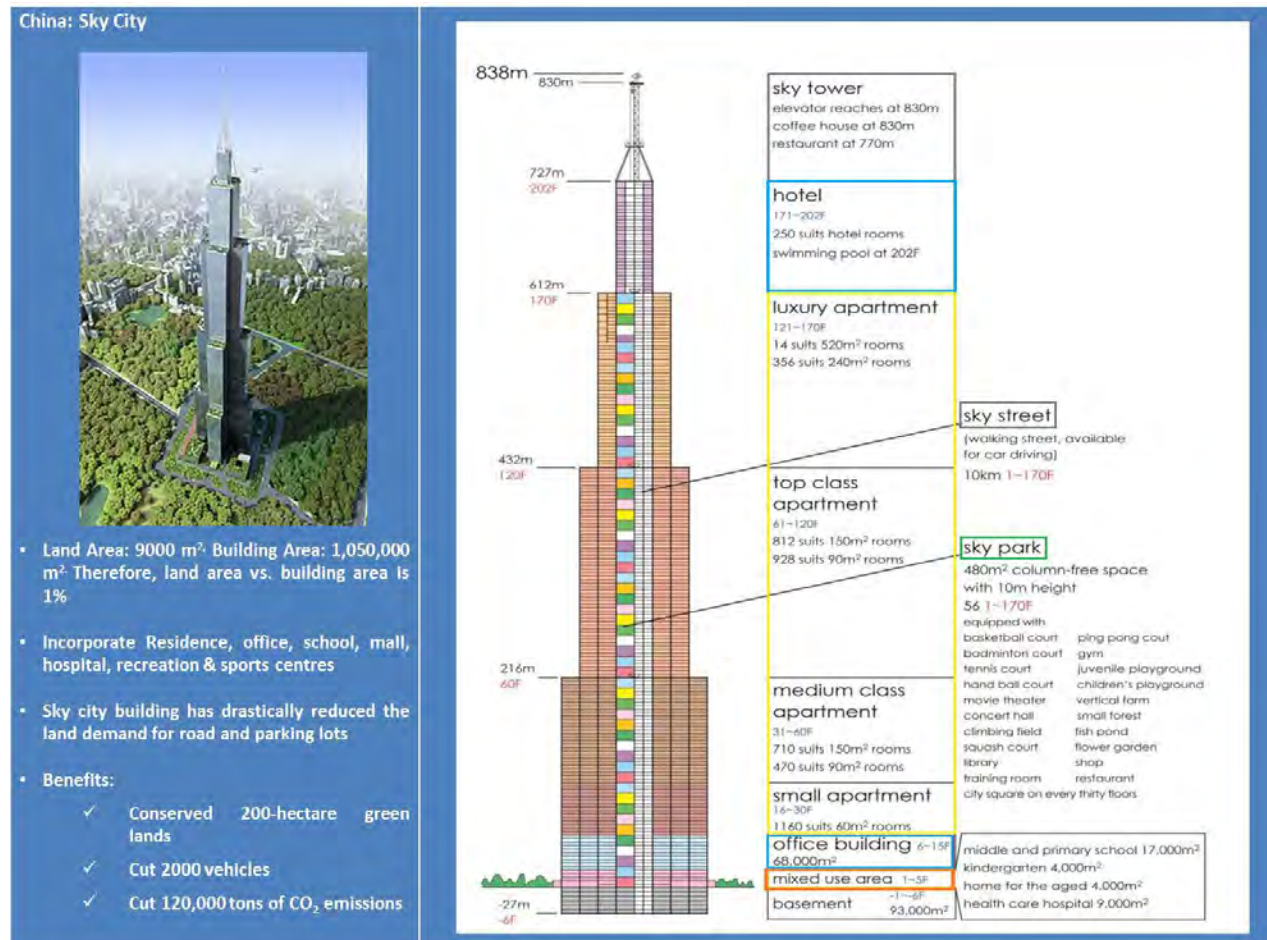 China: Sky City
• Land Area: 9000 m². Building Area: 1,050,000
m². Therefore, land area vs. building area is
1%
• Incorporate Residence, office, school, mall,
hospital, recreation & sports centres
• Sky city building has drastically reduced the
land demand for road and parking lots
• Benefits:
✓ Conserved 200-hectare green
lands
✓ Cut 2000 vehicles
✓ Cut 120,000 tons of CO₂ emissions
838m
830m
727m
202F
612m
170F
432m
120F
216m
60F
-27m
-6F
sky tower
elevator reaches at 830m
coffee house at 830m
restaurant at 770m
hotel
171~202F
250 suits hotel rooms
swimming pool at 202F
luxury apartment
121~170F
14 suits 520m² rooms
356 suits 240m² rooms
top class
apartment
61~120F
812 suits 150m² rooms
928 suits 90m² rooms
medium class
apartment
31~60F
710 suits 150m² rooms
470 suits 90m² rooms
small apartment
16~30F
1160 suits 60m² rooms
office building 6~15F
68,000m²
mixed use area 1~5F
basement -1~-6F
93,000m²
sky street
(walking street, available
for car driving)
10km 1~170F
sky park
480m² column-free space
with 10m height
56 1~170F
equipped with
basketball court ping pong cout
badminton court gym
tennis court juvenile playground
hand ball court children's playground
movie theater vertical farm
concert hall small forest
climbing field fish pond
squash court flower garden
library shop
training room restaurant
city square on every thirty floors
middle and primary school 17,000m²
kindergarten 4,000m²
home for the aged 4,000m²
health care hospital 9,000m²